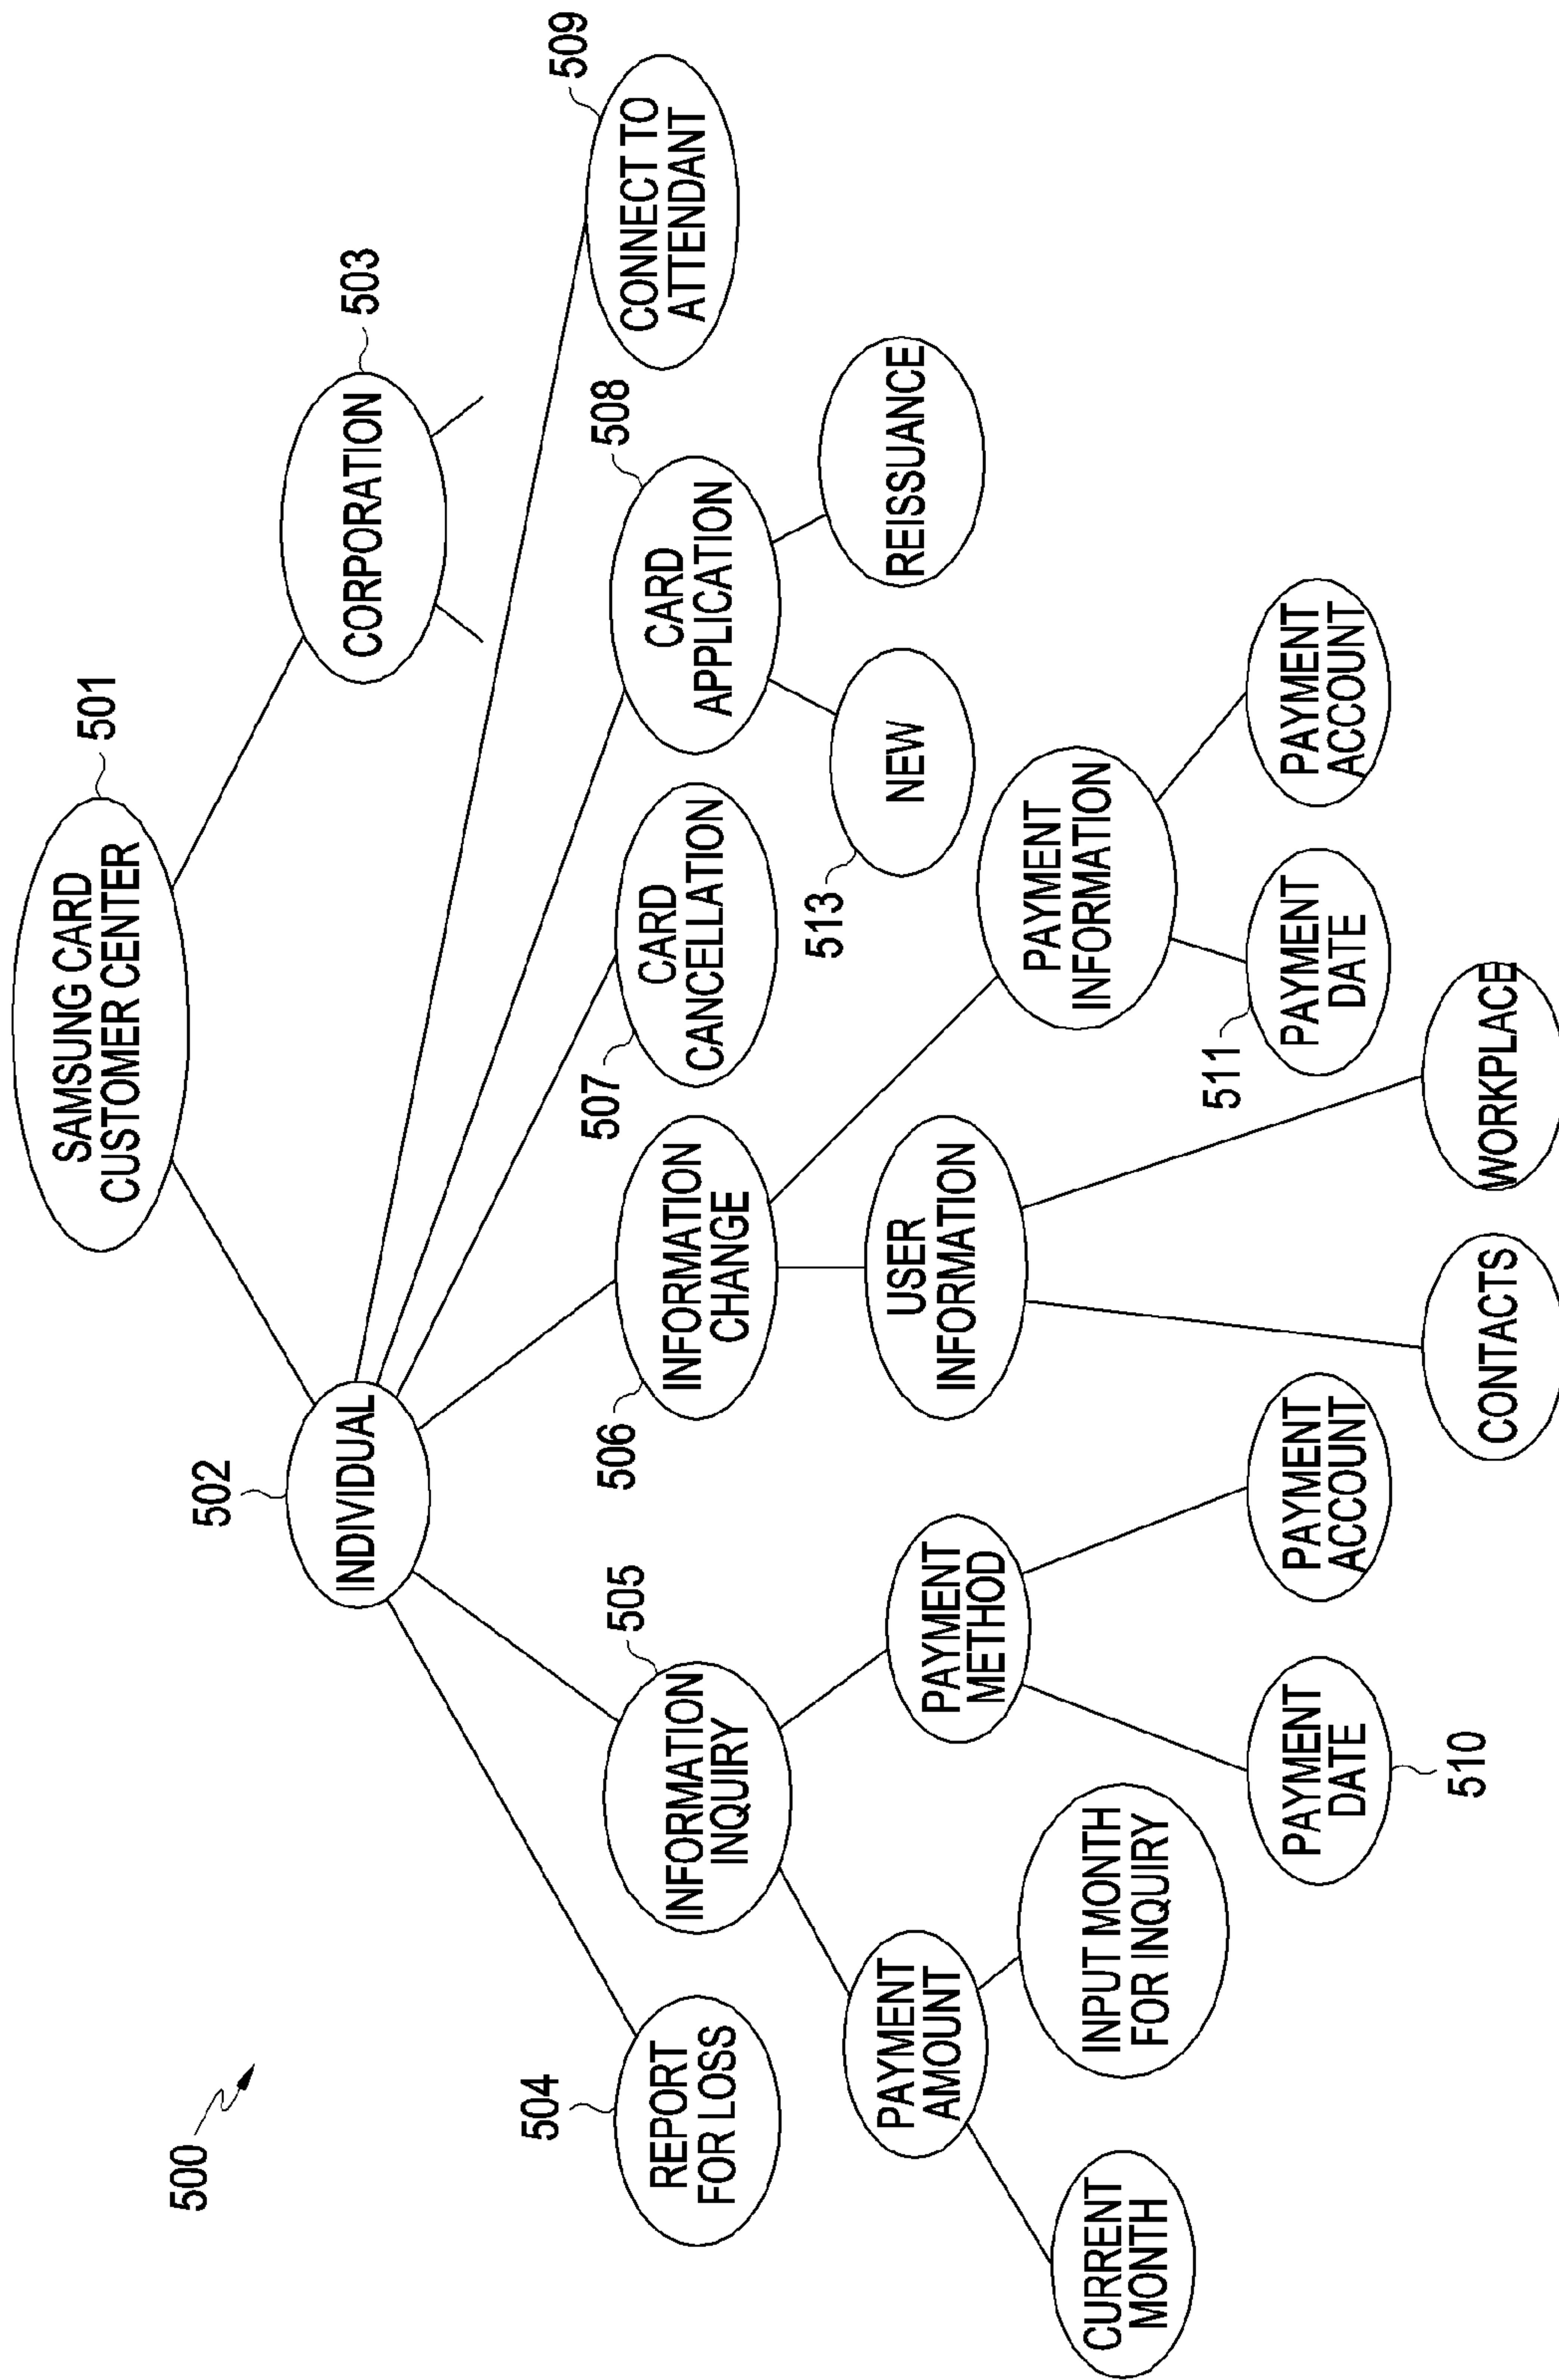 500
SAMSUNG CARD
CUSTOMER CENTER
501
502
INDIVIDUAL
CORPORATION
503
504
REPORT
FOR LOSS
INFORMATION
INQUIRY
505
506
INFORMATION
CHANGE
507
CARD
CANCELLATION
CARD
APPLICATION
508
CONNECT TO
ATTENDANT
509
PAYMENT
AMOUNT
PAYMENT
METHOD
USER
INFORMATION
513
NEW
REISSUANCE
CURRENT
MONTH
INPUT MONTH
FOR INQUIRY
PAYMENT
INFORMATION
PAYMENT
DATE
510
PAYMENT
ACCOUNT
511
PAYMENT
DATE
PAYMENT
ACCOUNT
CONTACTS
WORKPLACE